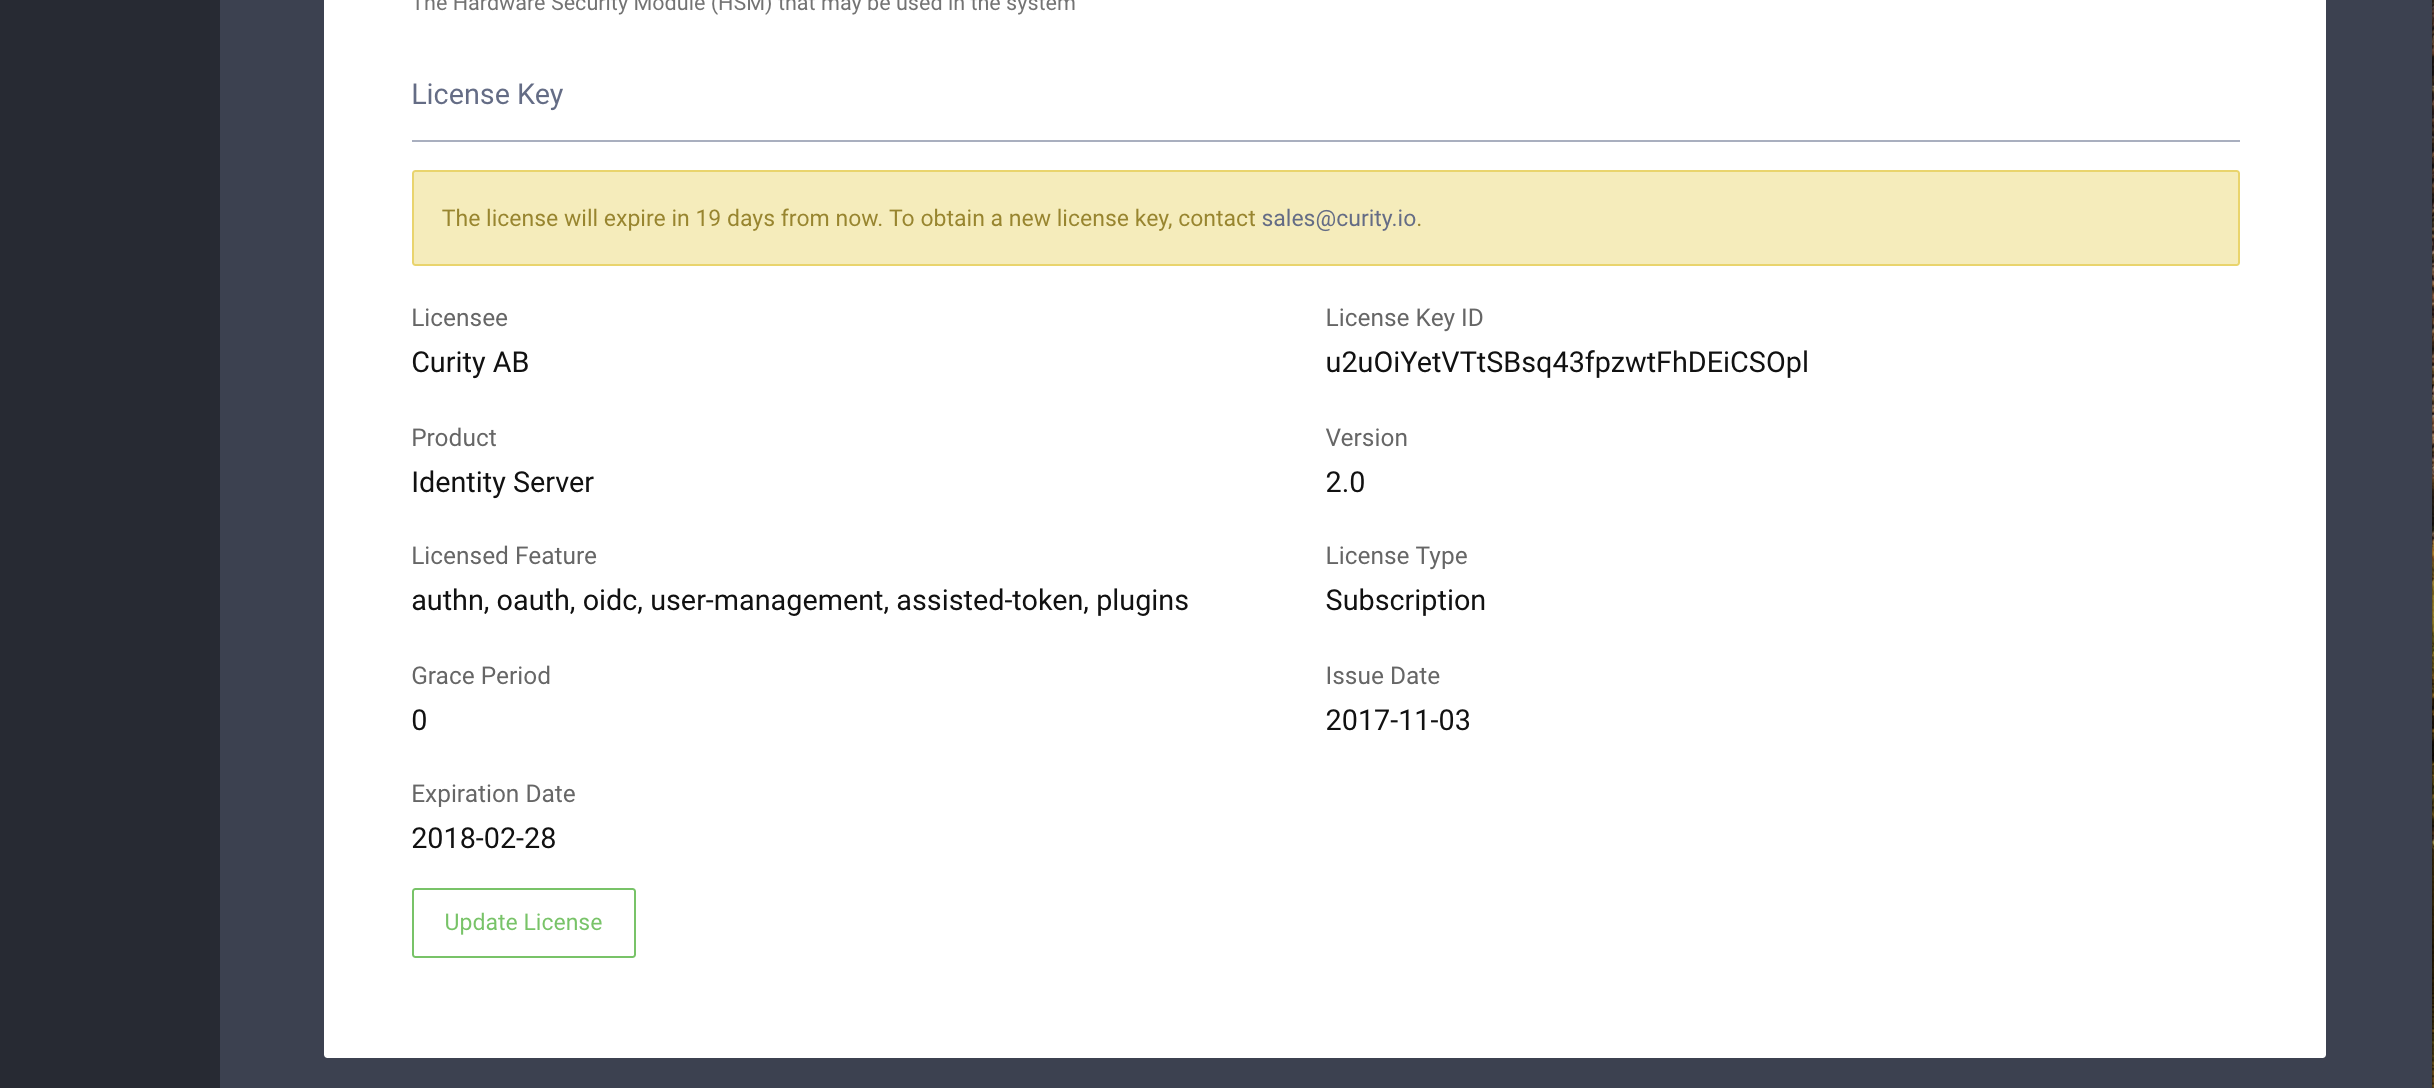 The Hardware Security Module (HSM) that may be used in the system
License Key
The license will expire in 19 days from now. To obtain a new license key, contact sales@curity.io.
Licensee
Curity AB
License Key ID
u2uOiYetVTtSBsq43fpzwtFhDEiCSOpl
Product
Identity Server
Version
2.0
Licensed Feature
authn, oauth, oidc, user-management, assisted-token, plugins
License Type
Subscription
Grace Period
0
Issue Date
2017-11-03
Expiration Date
2018-02-28
Update License